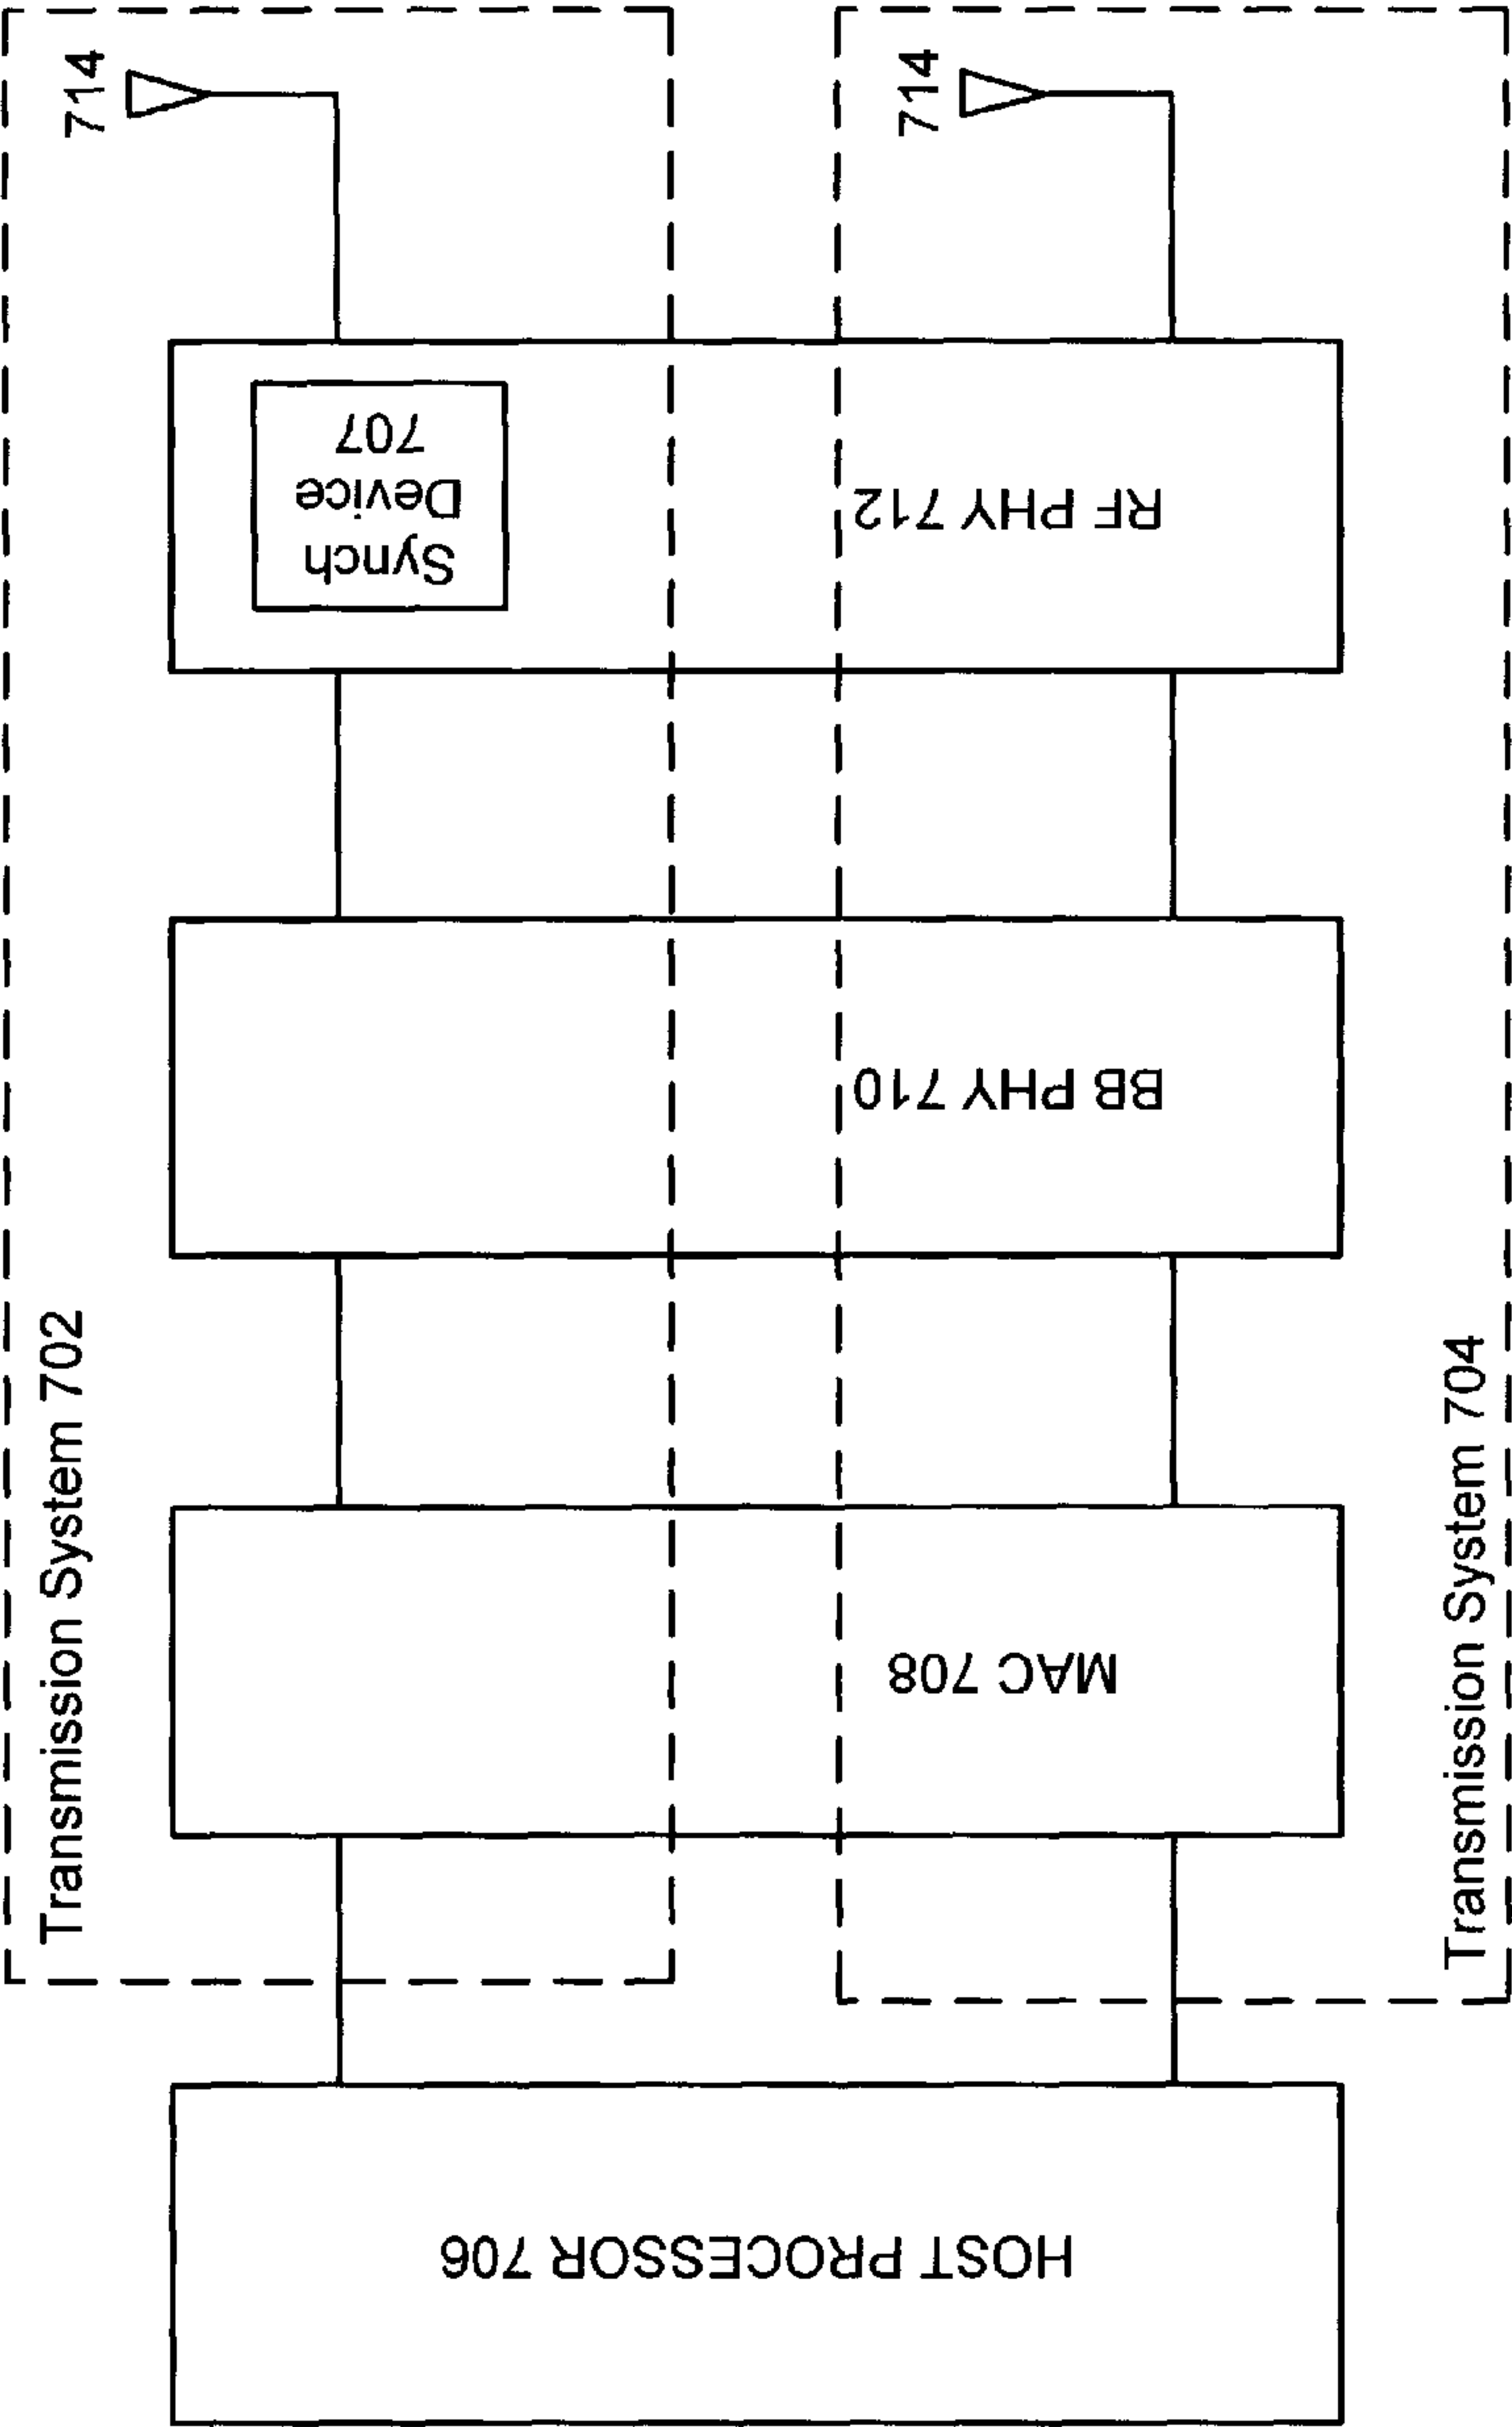 Transmission System 702
714
714
Synch
Device
707
RF PHY 712
BB PHY 710
MAC 708
Transmission System 704
HOST PROCESSOR 706